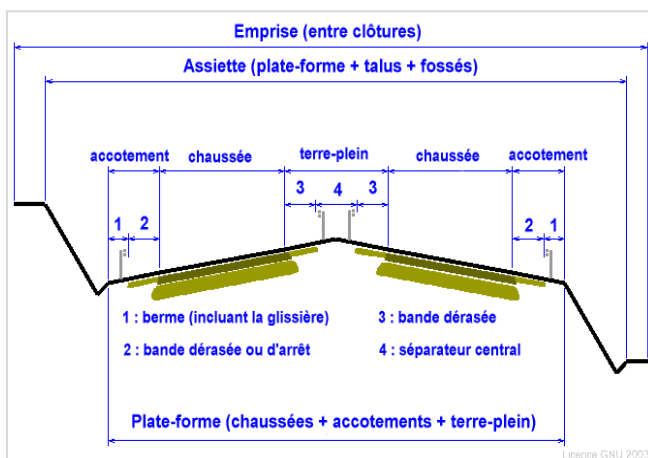 Emprise (entre clôtures)
Assiette (plate-forme + talus + fossés)
accotement chaussée terre-plein chaussée accotement
3 4 3
1 2 2 1
1 : berme (incluant la glissière) 3 : bande dérasée
2 : bande dérasée ou d'arrêt 4 : séparateur central
Plate-forme (chaussées + accotements + terre-plein)
Licence GNU 2003